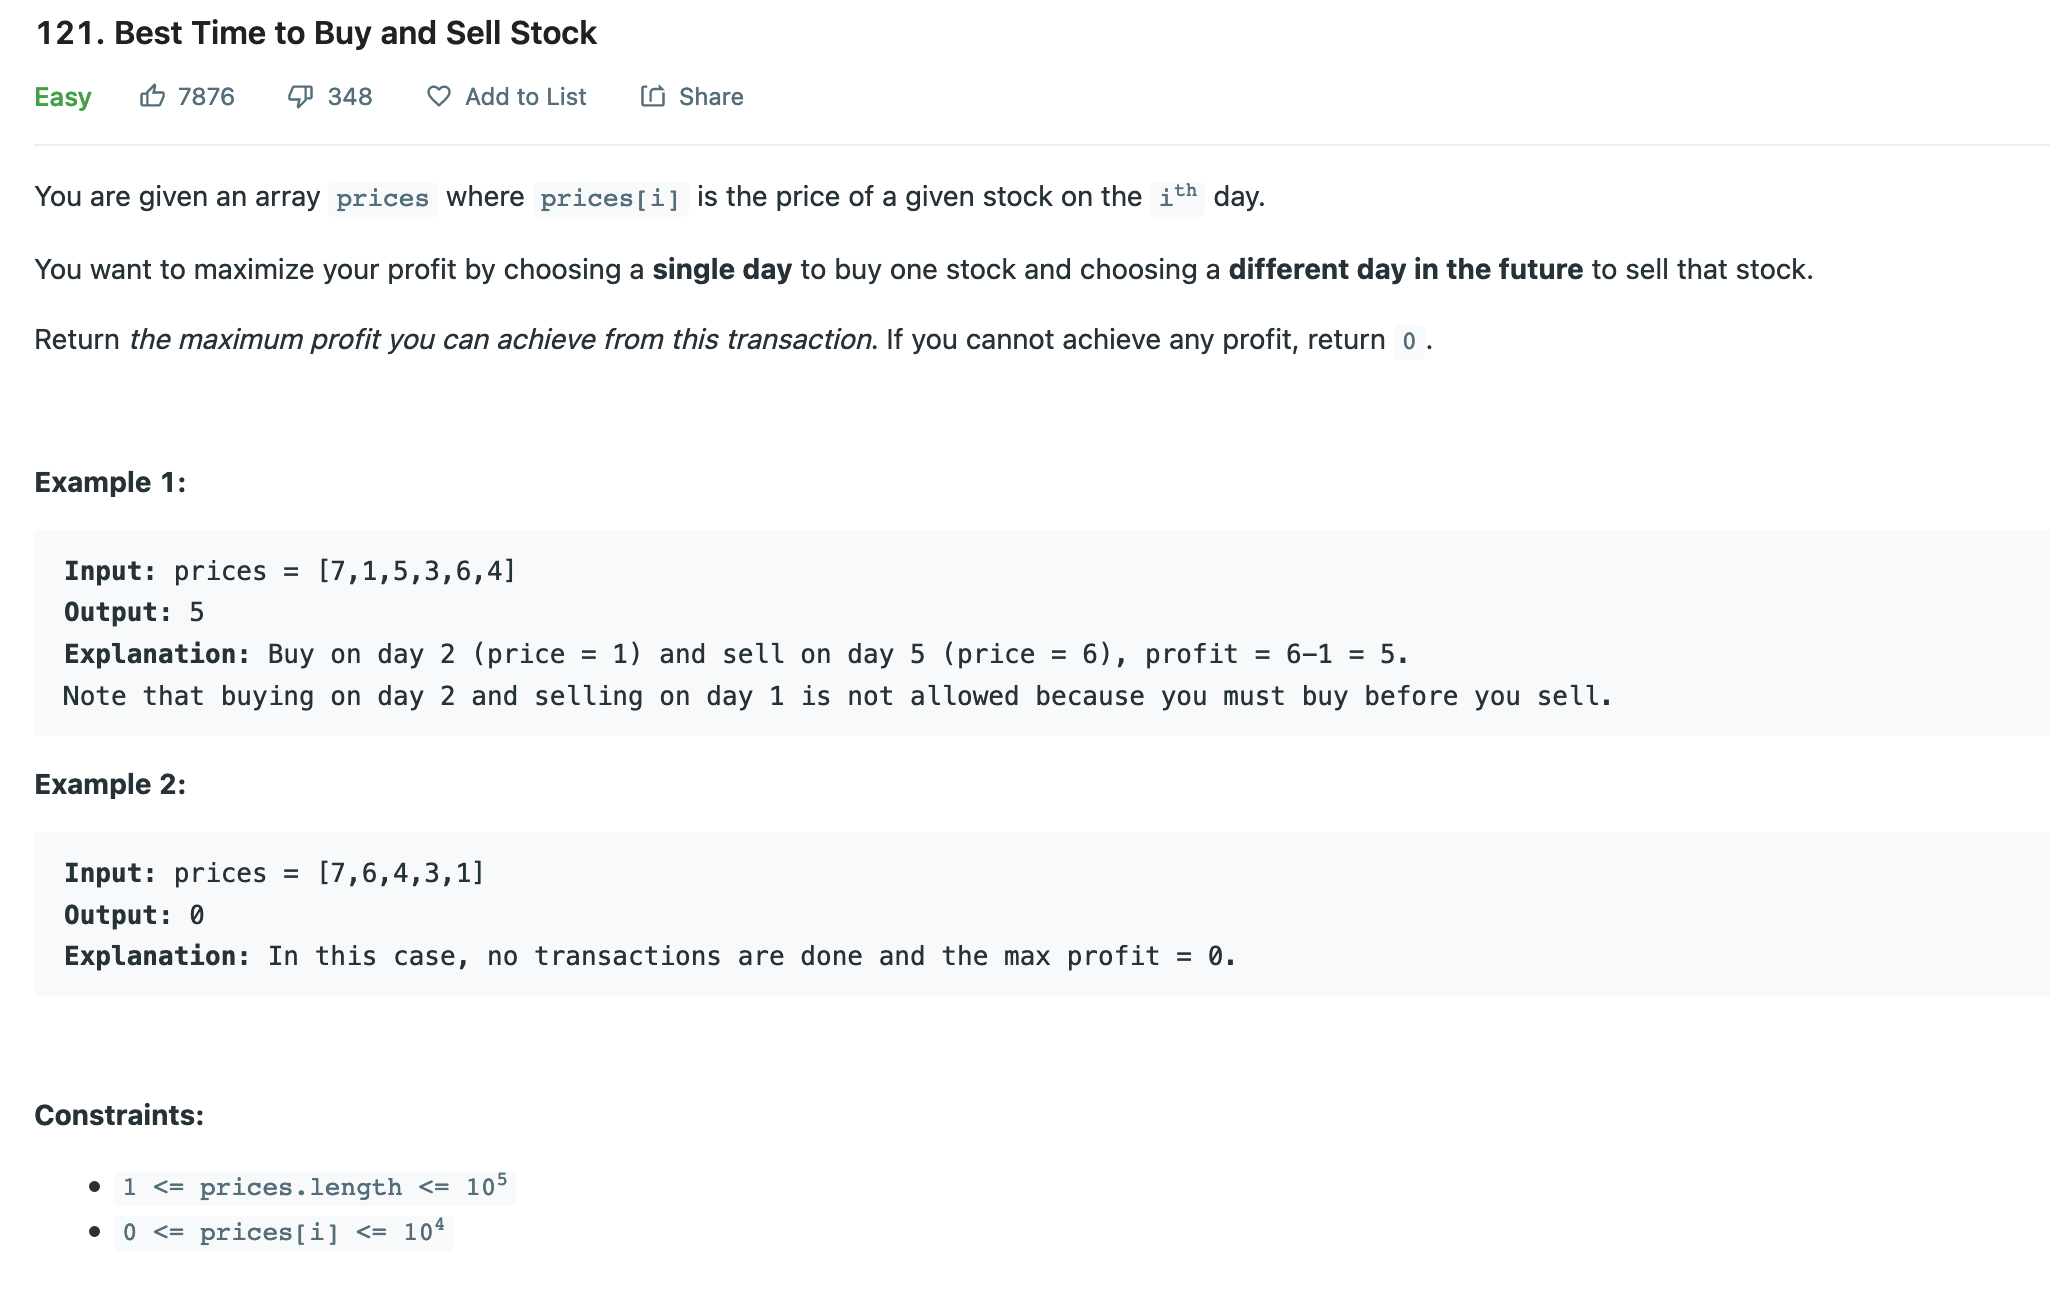 121. Best Time to Buy and Sell Stock
Easy 7876 348 Add to List Share
You are given an array prices where prices[i] is the price of a given stock on the iᵗʰ day.
You want to maximize your profit by choosing a single day to buy one stock and choosing a different day in the future to sell that stock.
Return the maximum profit you can achieve from this transaction. If you cannot achieve any profit, return 0.
Example 1:
Input: prices = [7,1,5,3,6,4]
Output: 5
Explanation: Buy on day 2 (price = 1) and sell on day 5 (price = 6), profit = 6-1 = 5.
Note that buying on day 2 and selling on day 1 is not allowed because you must buy before you sell.
Example 2:
Input: prices = [7,6,4,3,1]
Output: 0
Explanation: In this case, no transactions are done and the max profit = 0.
Constraints:
• 1 <= prices.length <= 10⁵
• 0 <= prices[i] <= 10⁴